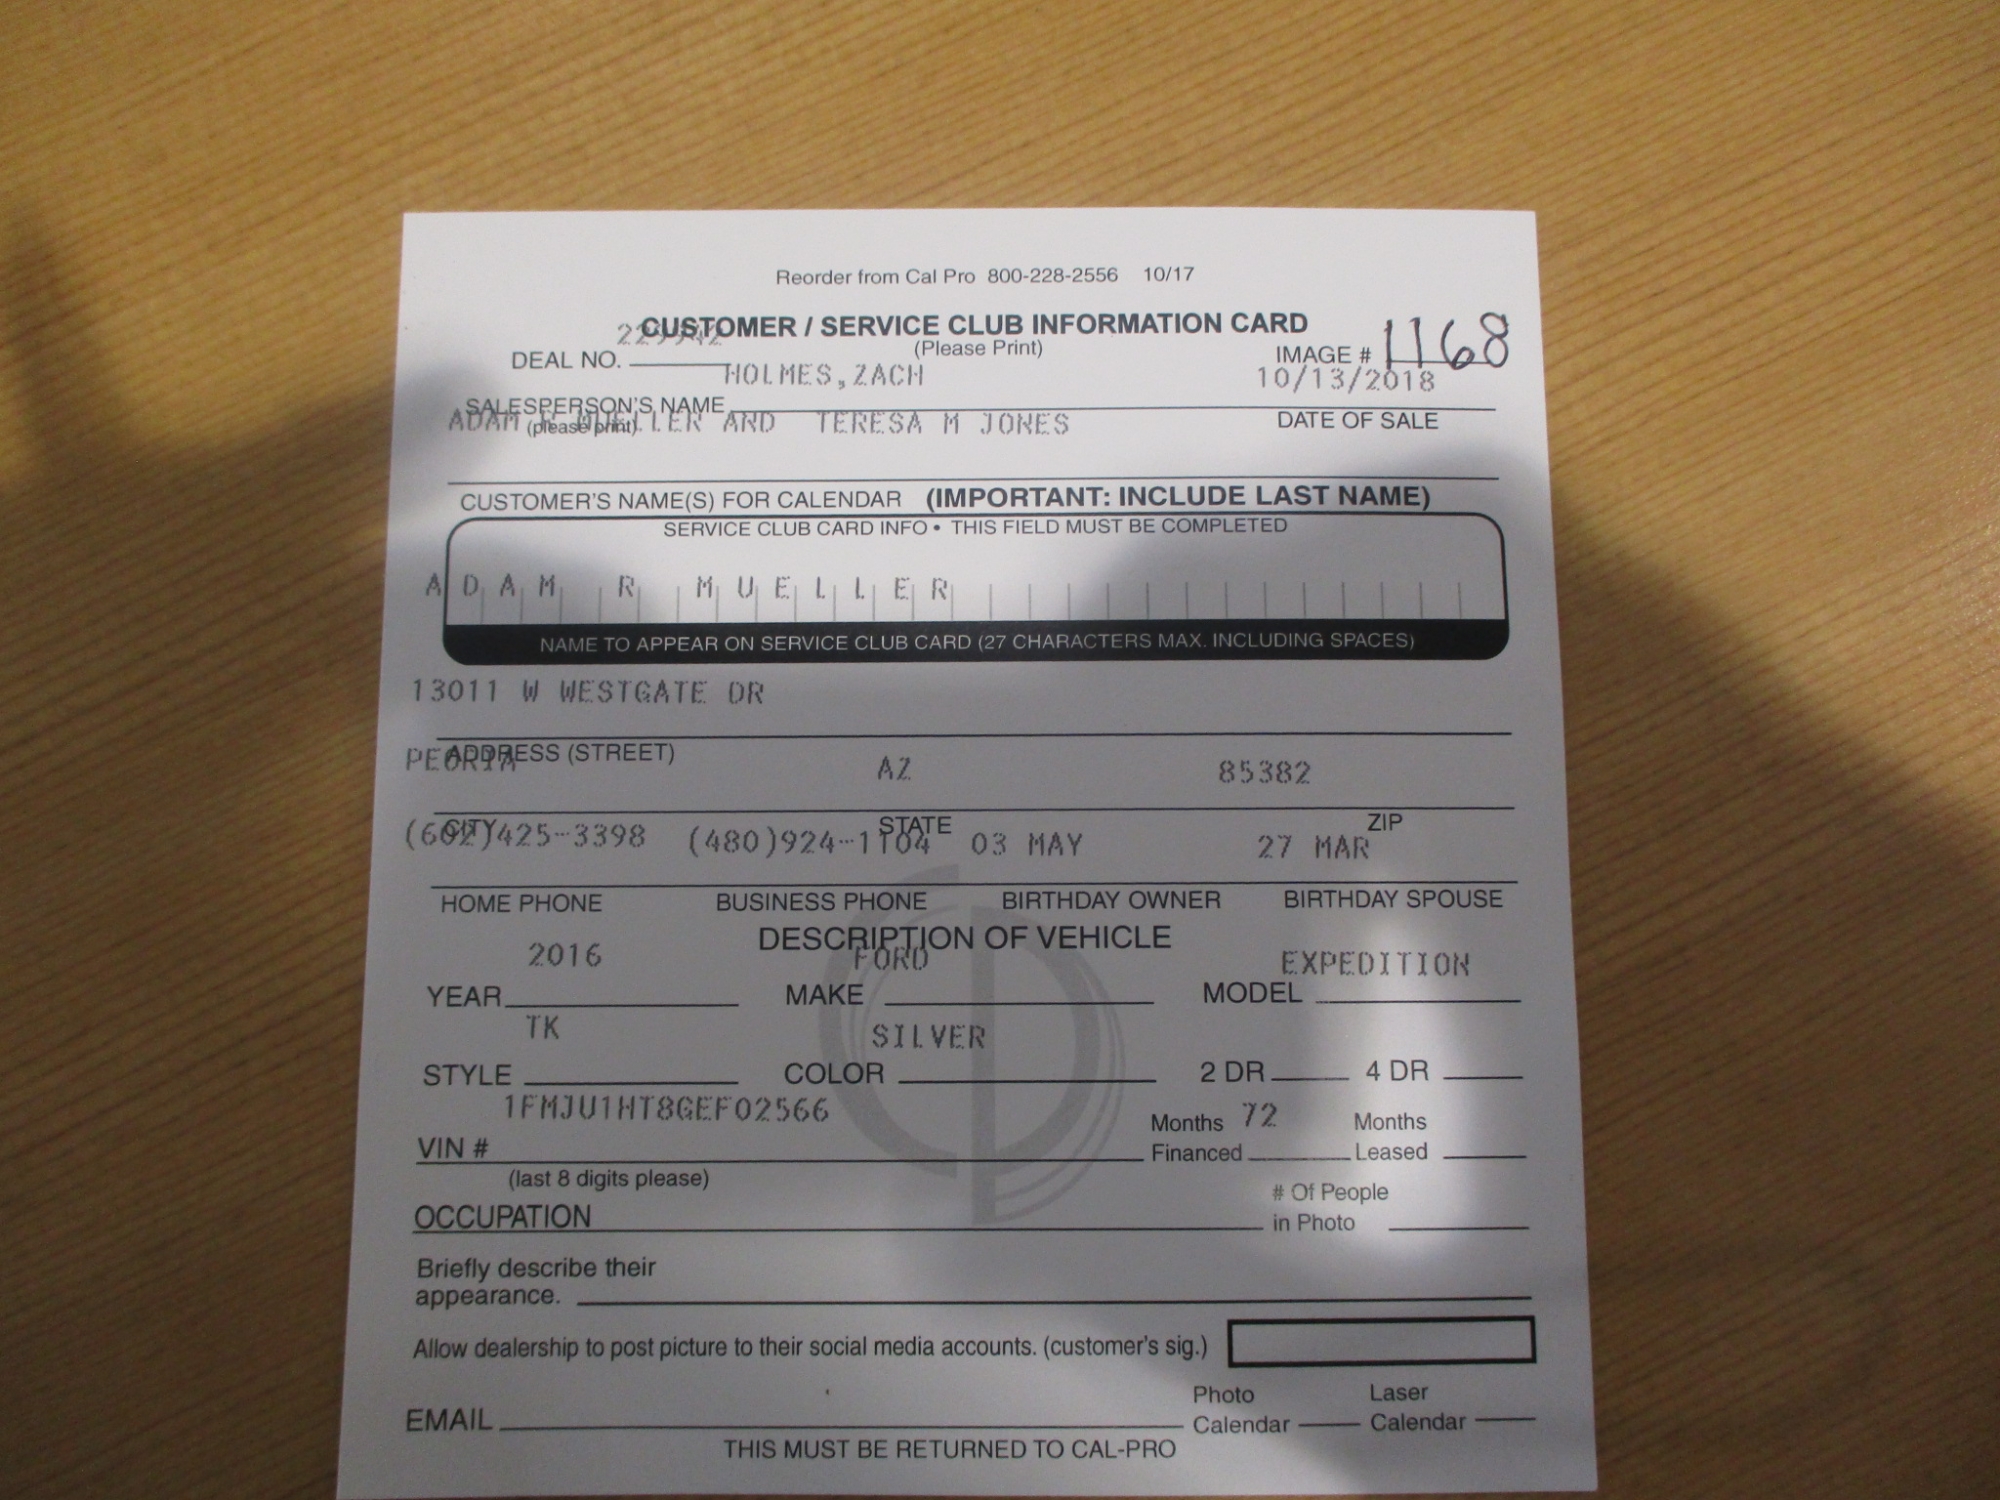 Reorder from Cal Pro 800-228-2556 10/17
CUSTOMER / SERVICE CLUB INFORMATION CARD
(Please Print)
DEAL NO.
IMAGE # 1168
HOLMES,ZACH 10/13/2018
SALESPERSON'S NAME
(please print)
DATE OF SALE
ADAM R MUELLER AND TERESA M JONES
CUSTOMER'S NAME(S) FOR CALENDAR (IMPORTANT: INCLUDE LAST NAME)
SERVICE CLUB CARD INFO • THIS FIELD MUST BE COMPLETED
ADAM R MUELLER
NAME TO APPEAR ON SERVICE CLUB CARD (27 CHARACTERS MAX. INCLUDING SPACES)
13011 W WESTGATE DR
ADDRESS (STREET)
PEORIA AZ 85382
CITY STATE ZIP
(602)425-3398 (480)924-1104 03 MAY 27 MAR
HOME PHONE BUSINESS PHONE BIRTHDAY OWNER BIRTHDAY SPOUSE
DESCRIPTION OF VEHICLE
2016 FORD EXPEDITION
YEAR MAKE MODEL
TK SILVER
STYLE COLOR 2 DR 4 DR
1FMJU1HT8GEF02566
VIN #
(last 8 digits please)
Months 72 Months
Financed Leased
OCCUPATION
# Of People
in Photo
Briefly describe their
appearance.
Allow dealership to post picture to their social media accounts. (customer's sig.)
Photo Laser
EMAIL Calendar Calendar
THIS MUST BE RETURNED TO CAL-PRO